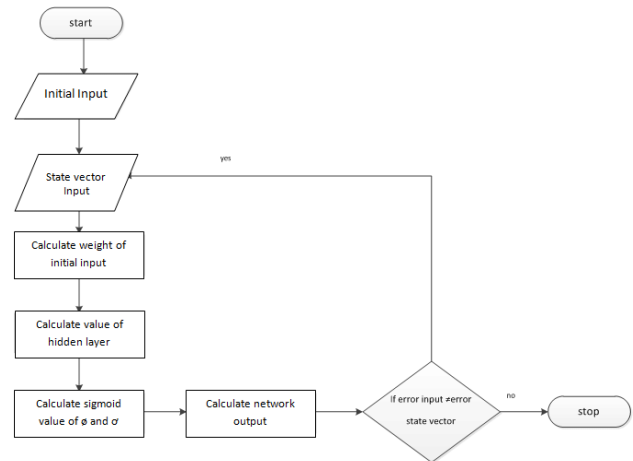 start
Initial Input
yes
State vector
Input
Calculate weight of
initial input
Calculate value of
hidden layer
Calculate sigmoid
value of ø and σ
Calculate network
output
If error input ≠error
state vector
no
stop